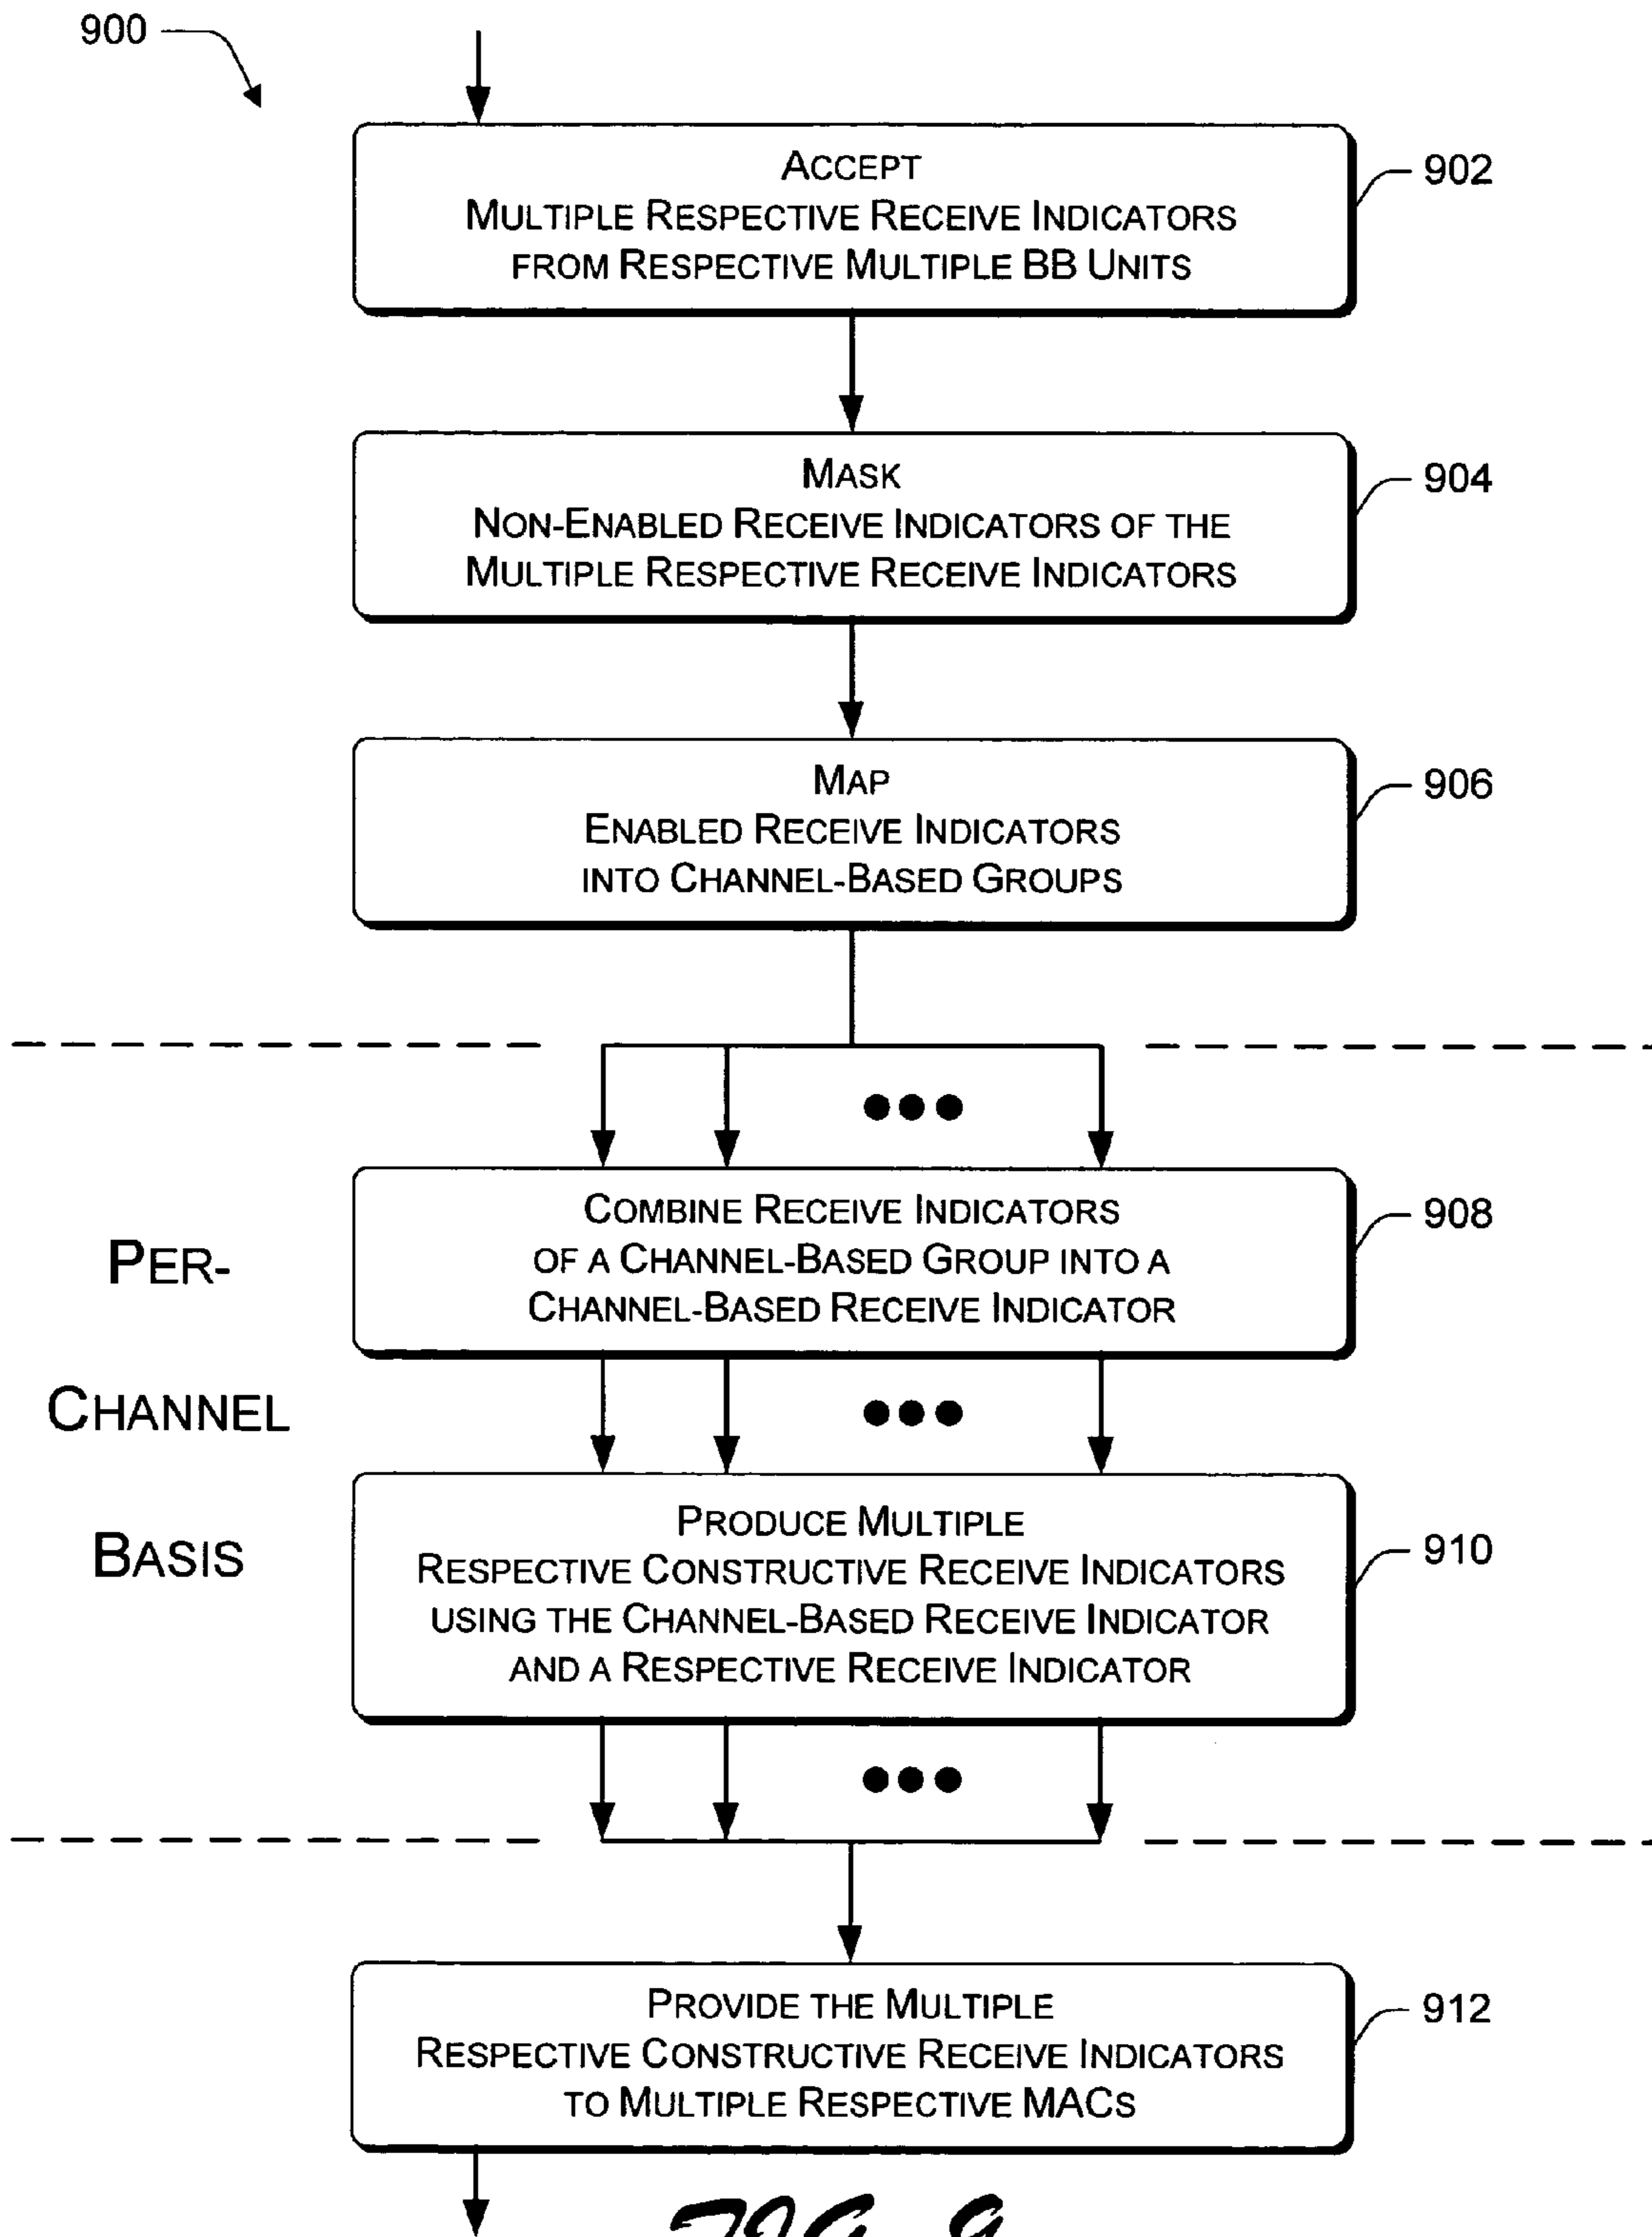 900
ACCEPT
MULTIPLE RESPECTIVE RECEIVE INDICATORS
FROM RESPECTIVE MULTIPLE BB UNITS
902
MASK
NON-ENABLED RECEIVE INDICATORS OF THE
MULTIPLE RESPECTIVE RECEIVE INDICATORS
904
MAP
ENABLED RECEIVE INDICATORS
INTO CHANNEL-BASED GROUPS
906
PER-
CHANNEL
BASIS
COMBINE RECEIVE INDICATORS
OF A CHANNEL-BASED GROUP INTO A
CHANNEL-BASED RECEIVE INDICATOR
908
PRODUCE MULTIPLE
RESPECTIVE CONSTRUCTIVE RECEIVE INDICATORS
USING THE CHANNEL-BASED RECEIVE INDICATOR
AND A RESPECTIVE RECEIVE INDICATOR
910
PROVIDE THE MULTIPLE
RESPECTIVE CONSTRUCTIVE RECEIVE INDICATORS
TO MULTIPLE RESPECTIVE MACS
912
FIG. 9